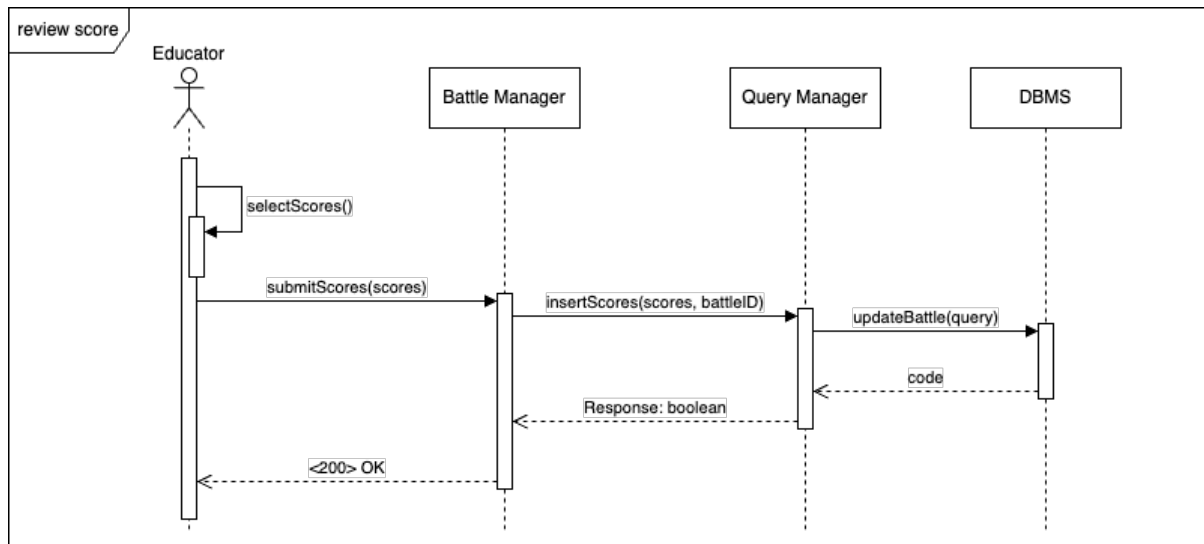 review score
Educator
Battle Manager
Query Manager
DBMS
selectScores()
submitScores(scores)
insertScores(scores, battleID)
updateBattle(query)
code
Response: boolean
<200> OK